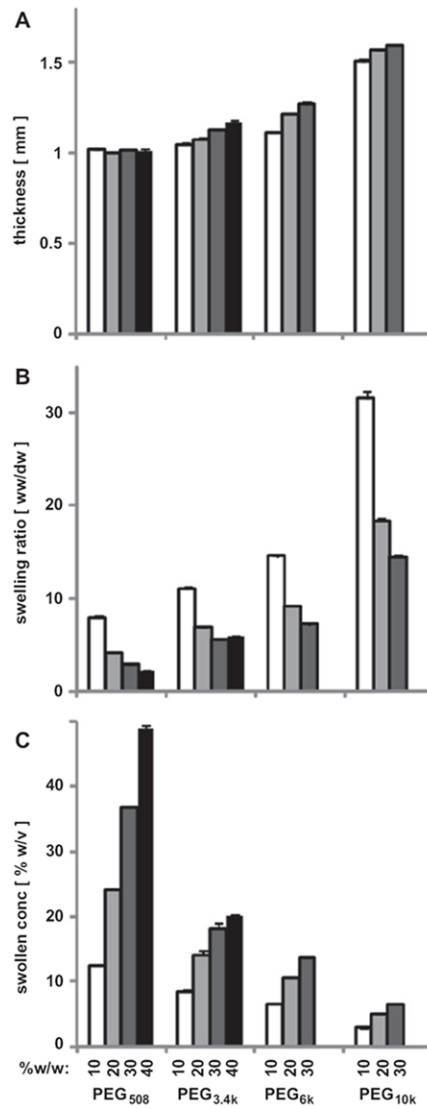 A
thickness [ mm ]
1.5
1
0.5
0
B
swelling ratio [ ww/dw ]
30
20
10
0
C
swollen conc [ % w/v ]
40
30
20
10
0
%w/w: 10 20 30 40 10 20 30 40 10 20 30 10 20 30
PEG508 PEG3.4k PEG6k PEG10k